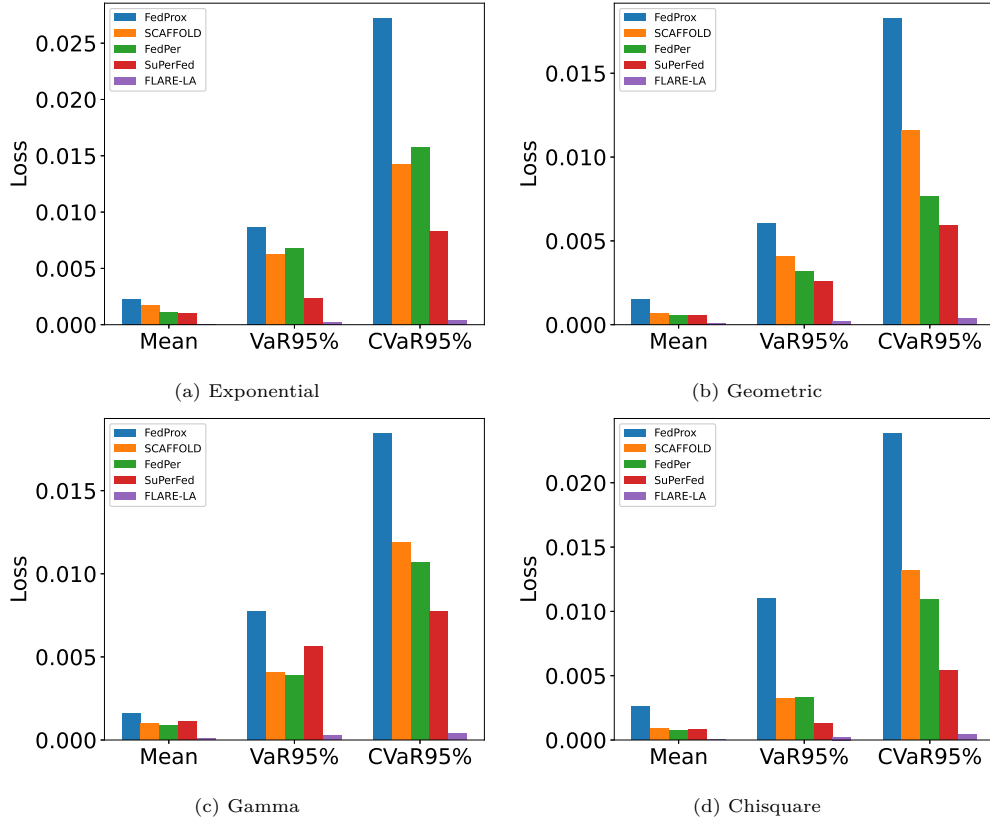 FedProx
SCAFFOLD
FedPer
SuPerFed
FLARE-LA
Loss
0.025
0.020
0.015
0.010
0.005
0.000
Mean VaR95% CVaR95%
(a) Exponential
FedProx
SCAFFOLD
FedPer
SuPerFed
FLARE-LA
Loss
0.015
0.010
0.005
0.000
Mean VaR95% CVaR95%
(b) Geometric
FedProx
SCAFFOLD
FedPer
SuPerFed
FLARE-LA
Loss
0.015
0.010
0.005
0.000
Mean VaR95% CVaR95%
(c) Gamma
FedProx
SCAFFOLD
FedPer
SuPerFed
FLARE-LA
Loss
0.020
0.015
0.010
0.005
0.000
Mean VaR95% CVaR95%
(d) Chisquare